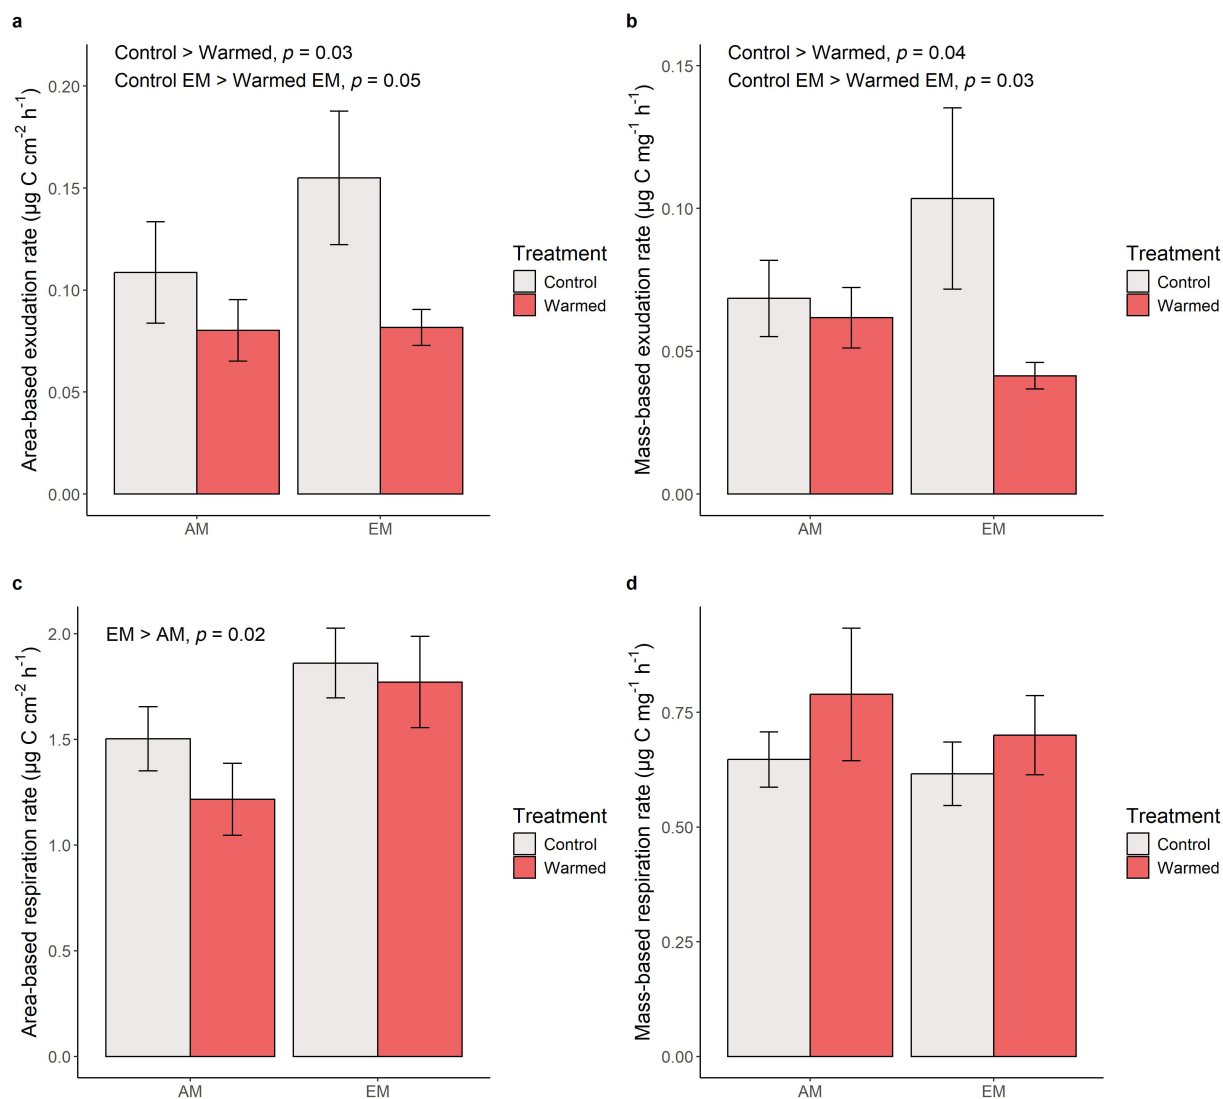 a
Control > Warmed, p = 0.03
Control EM > Warmed EM, p = 0.05
Area-based exudation rate (µg C cm⁻² h⁻¹)
0.20
0.15
0.10
0.05
0.00
AM
EM
Treatment
Control
Warmed
b
Control > Warmed, p = 0.04
Control EM > Warmed EM, p = 0.03
Mass-based exudation rate (µg C mg⁻¹ h⁻¹)
0.15
0.10
0.05
0.00
AM
EM
Treatment
Control
Warmed
c
EM > AM, p = 0.02
Area-based respiration rate (µg C cm⁻² h⁻¹)
2.0
1.5
1.0
0.5
0.0
AM
EM
Treatment
Control
Warmed
d
Mass-based respiration rate (µg C mg⁻¹ h⁻¹)
0.75
0.50
0.25
0.00
AM
EM
Treatment
Control
Warmed